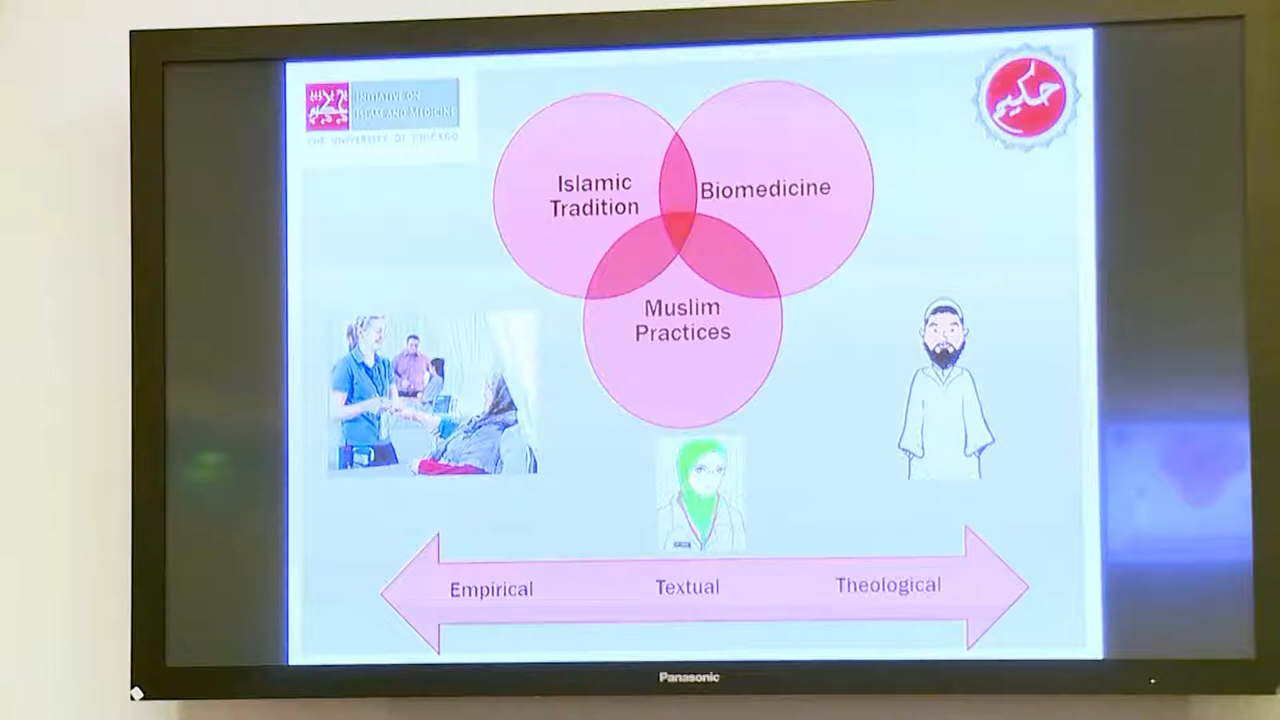 INITIATIVE ON
ISLAM AND MEDICINE
THE UNIVERSITY OF CHICAGO
حكيم
Islamic
Tradition
Biomedicine
Muslim
Practices
Empirical
Textual
Theological
Panasonic